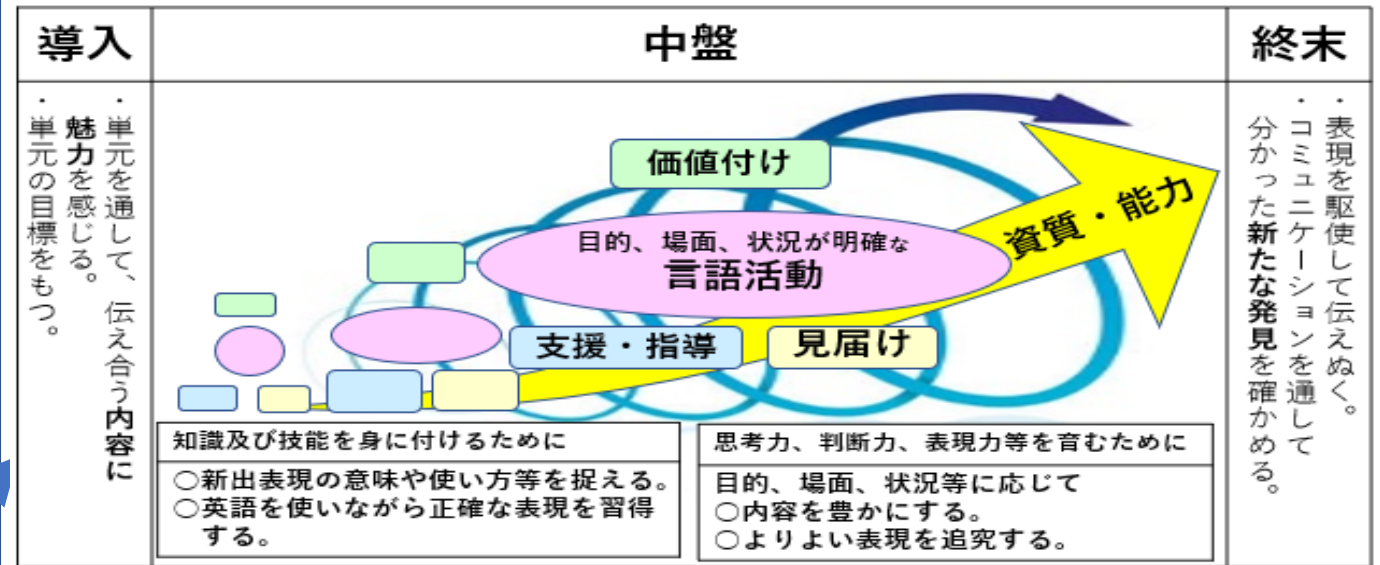 導入
中盤
終末
・単元を通して、伝え合う内容に
魅力を感じる。
・単元の目標をもつ。
価値付け
目的、場面、状況が明確な
言語活動
資質・能力
支援・指導
見届け
知識及び技能を身に付けるために
○新出表現の意味や使い方等を捉える。
○英語を使いながら正確な表現を習得
する。
思考力、判断力、表現力等を育むために
目的、場面、状況等に応じて
○内容を豊かにする。
○よりよい表現を追究する。
・表現を駆使して伝えぬく。
・コミュニケーションを通して
分かった新たな発見を確かめる。